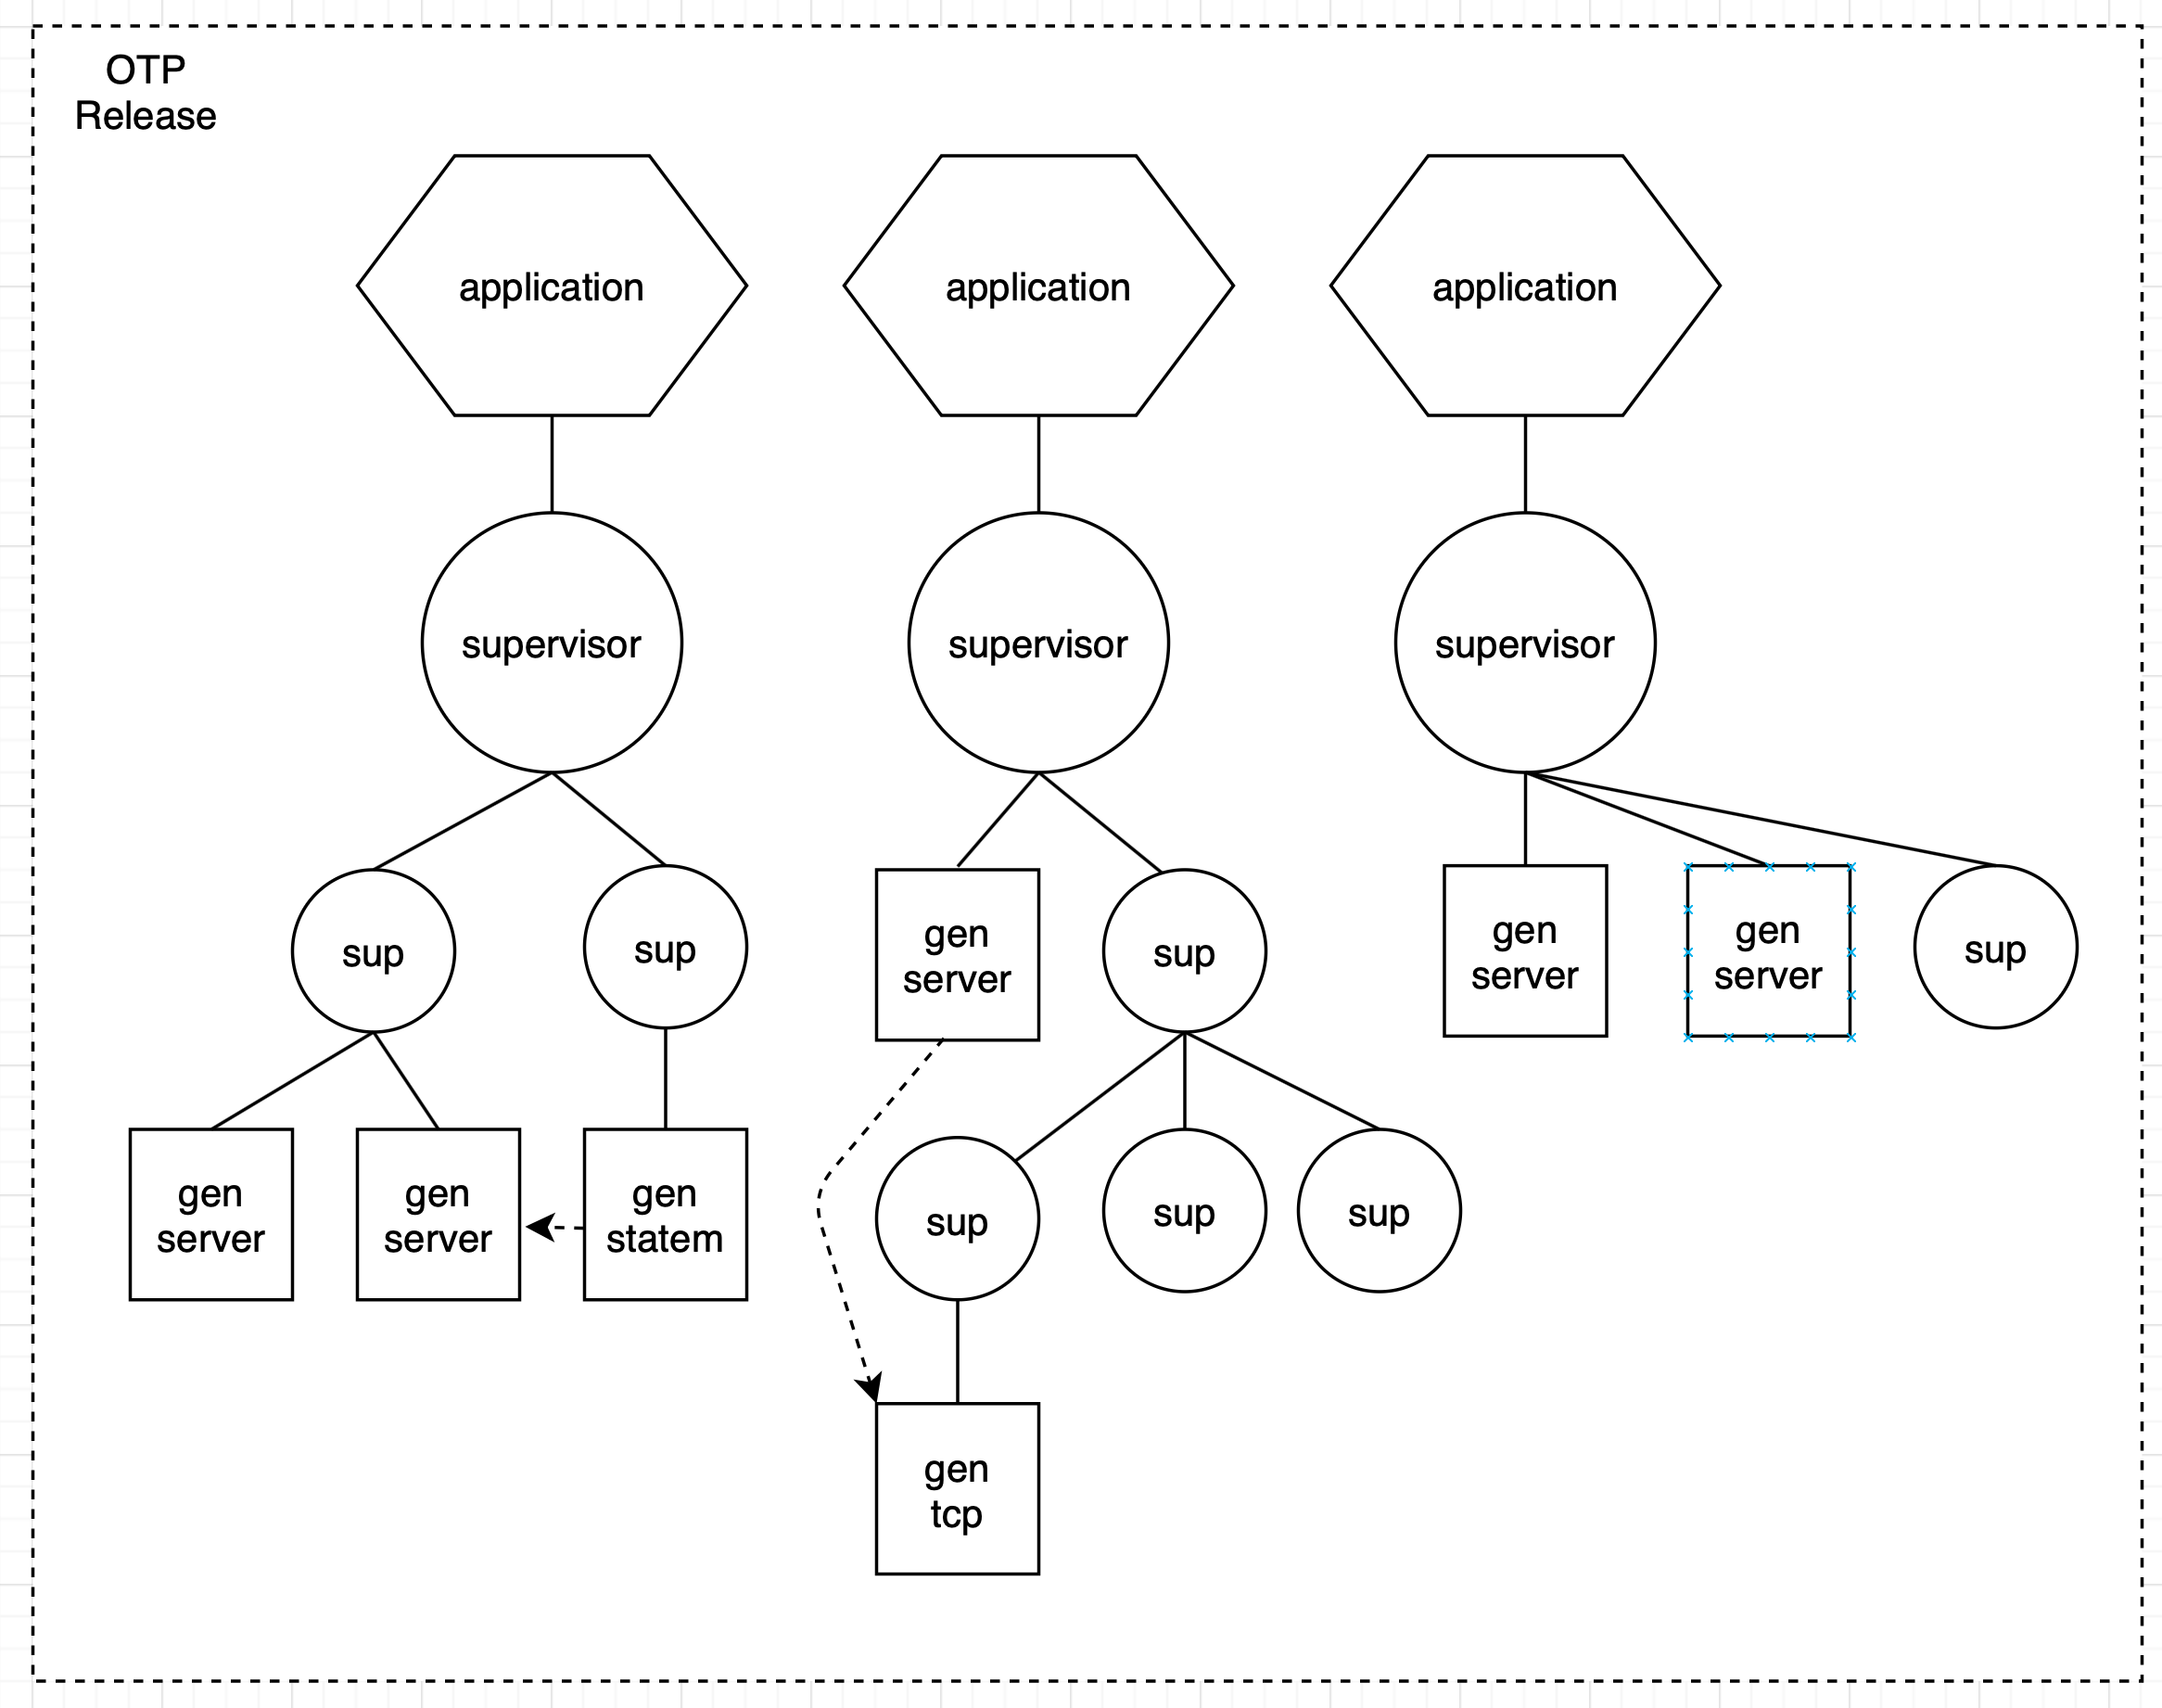 OTP
Release
application
application
application
supervisor
supervisor
supervisor
sup
sup
gen
server
sup
gen
server
gen
server
sup
gen
server
gen
server
gen
statem
sup
sup
sup
gen
tcp